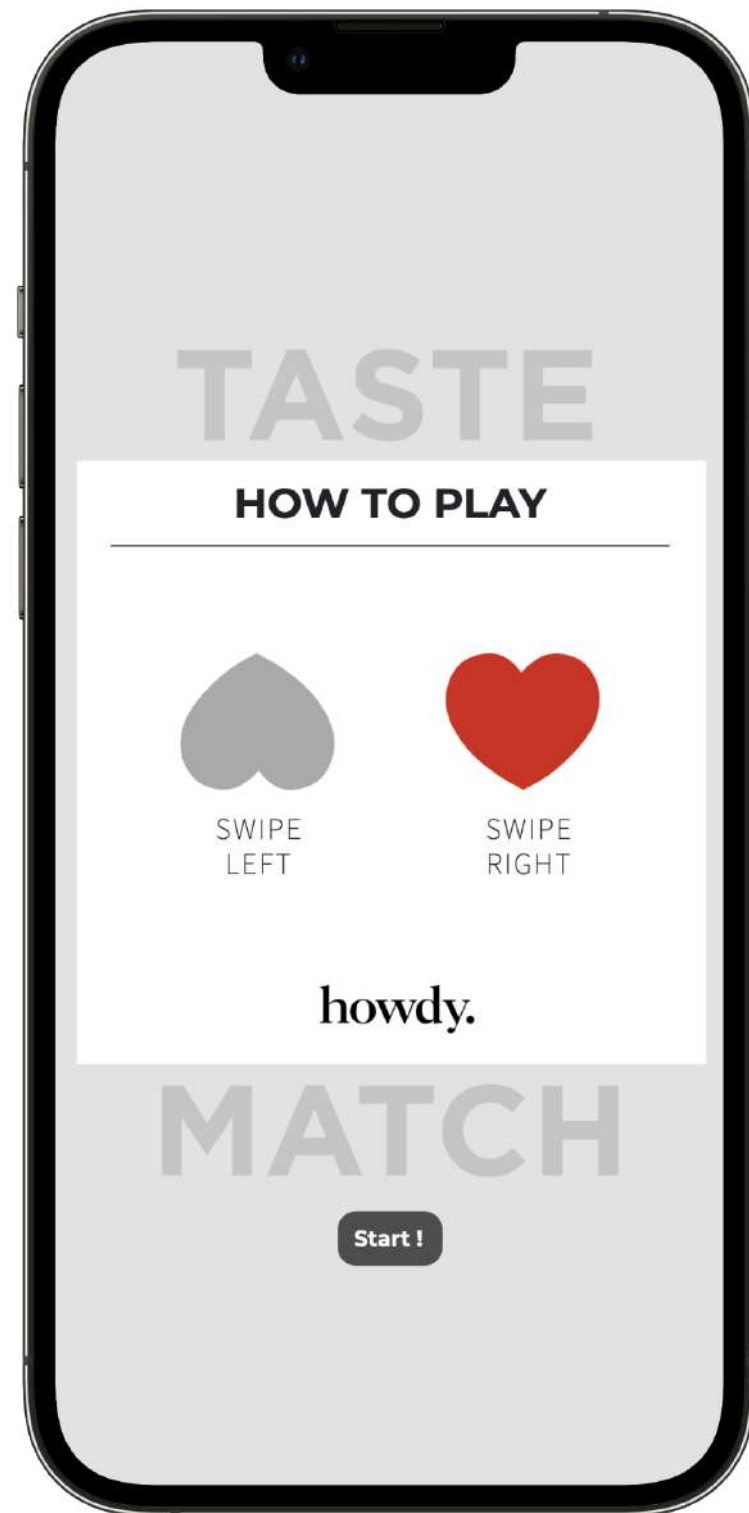 TASTE
HOW TO PLAY
SWIPE
LEFT
SWIPE
RIGHT
howdy.
MATCH
Start !